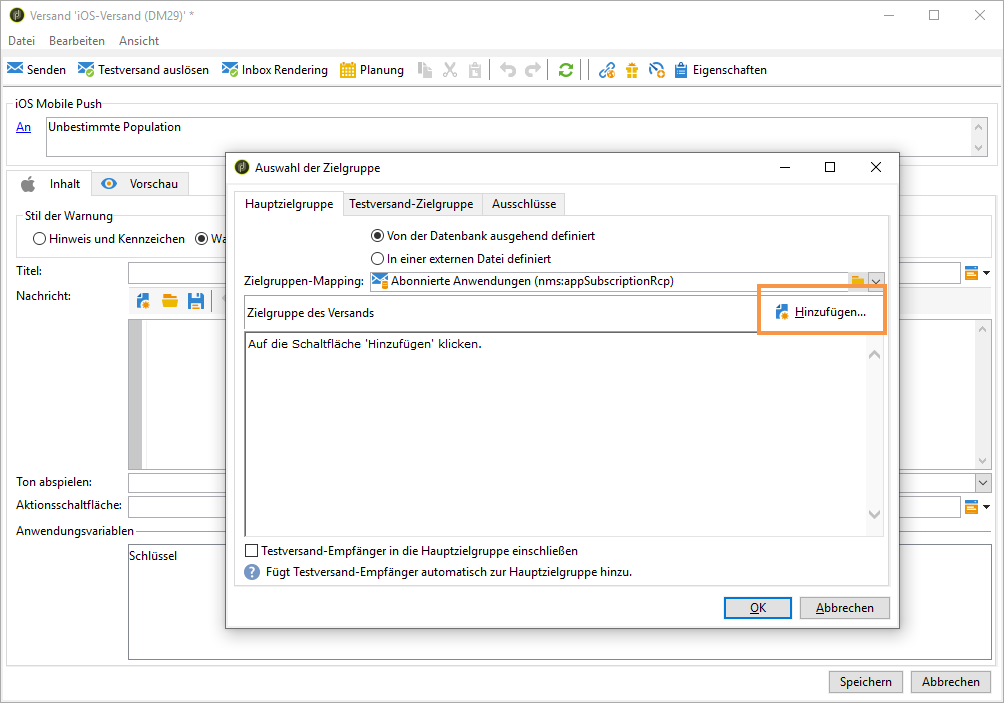 Versand 'iOS-Versand (DM29)' *
Datei Bearbeiten Ansicht
Senden Testversand auslösen Inbox Rendering Planung Eigenschaften
iOS Mobile Push
An Unbestimmte Population
Inhalt Vorschau
Stil der Warnung
Hinweis und Kennzeichen
Titel:
Nachricht:
Ton abspielen:
Aktionsschaltfläche:
Anwendungsvariablen
Schlüssel
Auswahl der Zielgruppe
Hauptzielgruppe Testversand-Zielgruppe Ausschlüsse
Von der Datenbank ausgehend definiert
In einer externen Datei definiert
Zielgruppen-Mapping: Abonnierte Anwendungen (nms:appSubscriptionRcp)
Zielgruppe des Versands Hinzufügen...
Auf die Schaltfläche 'Hinzufügen' klicken.
Testversand-Empfänger in die Hauptzielgruppe einschließen
? Fügt Testversand-Empfänger automatisch zur Hauptzielgruppe hinzu.
OK Abbrechen
Speichern Abbrechen